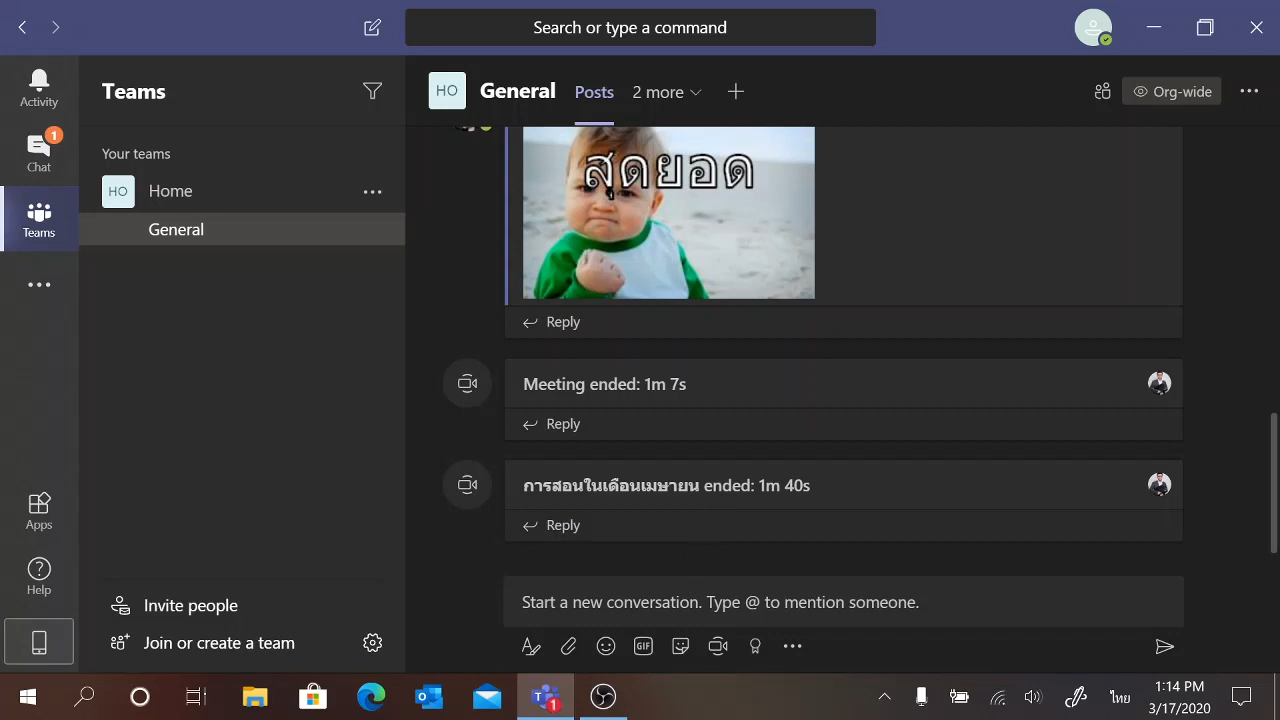 Search or type a command
Activity
1
Chat
Teams
Apps
Help
Teams
Your teams
HO Home
General
Invite people
Join or create a team
HO General Posts 2 more
Org-wide
สุดยอด
Reply
Meeting ended: 1m 7s
Reply
การสอนในเดือนเมษายน ended: 1m 40s
Reply
Start a new conversation. Type @ to mention someone.
GIF
T 1
ไทย
1:14 PM
3/17/2020